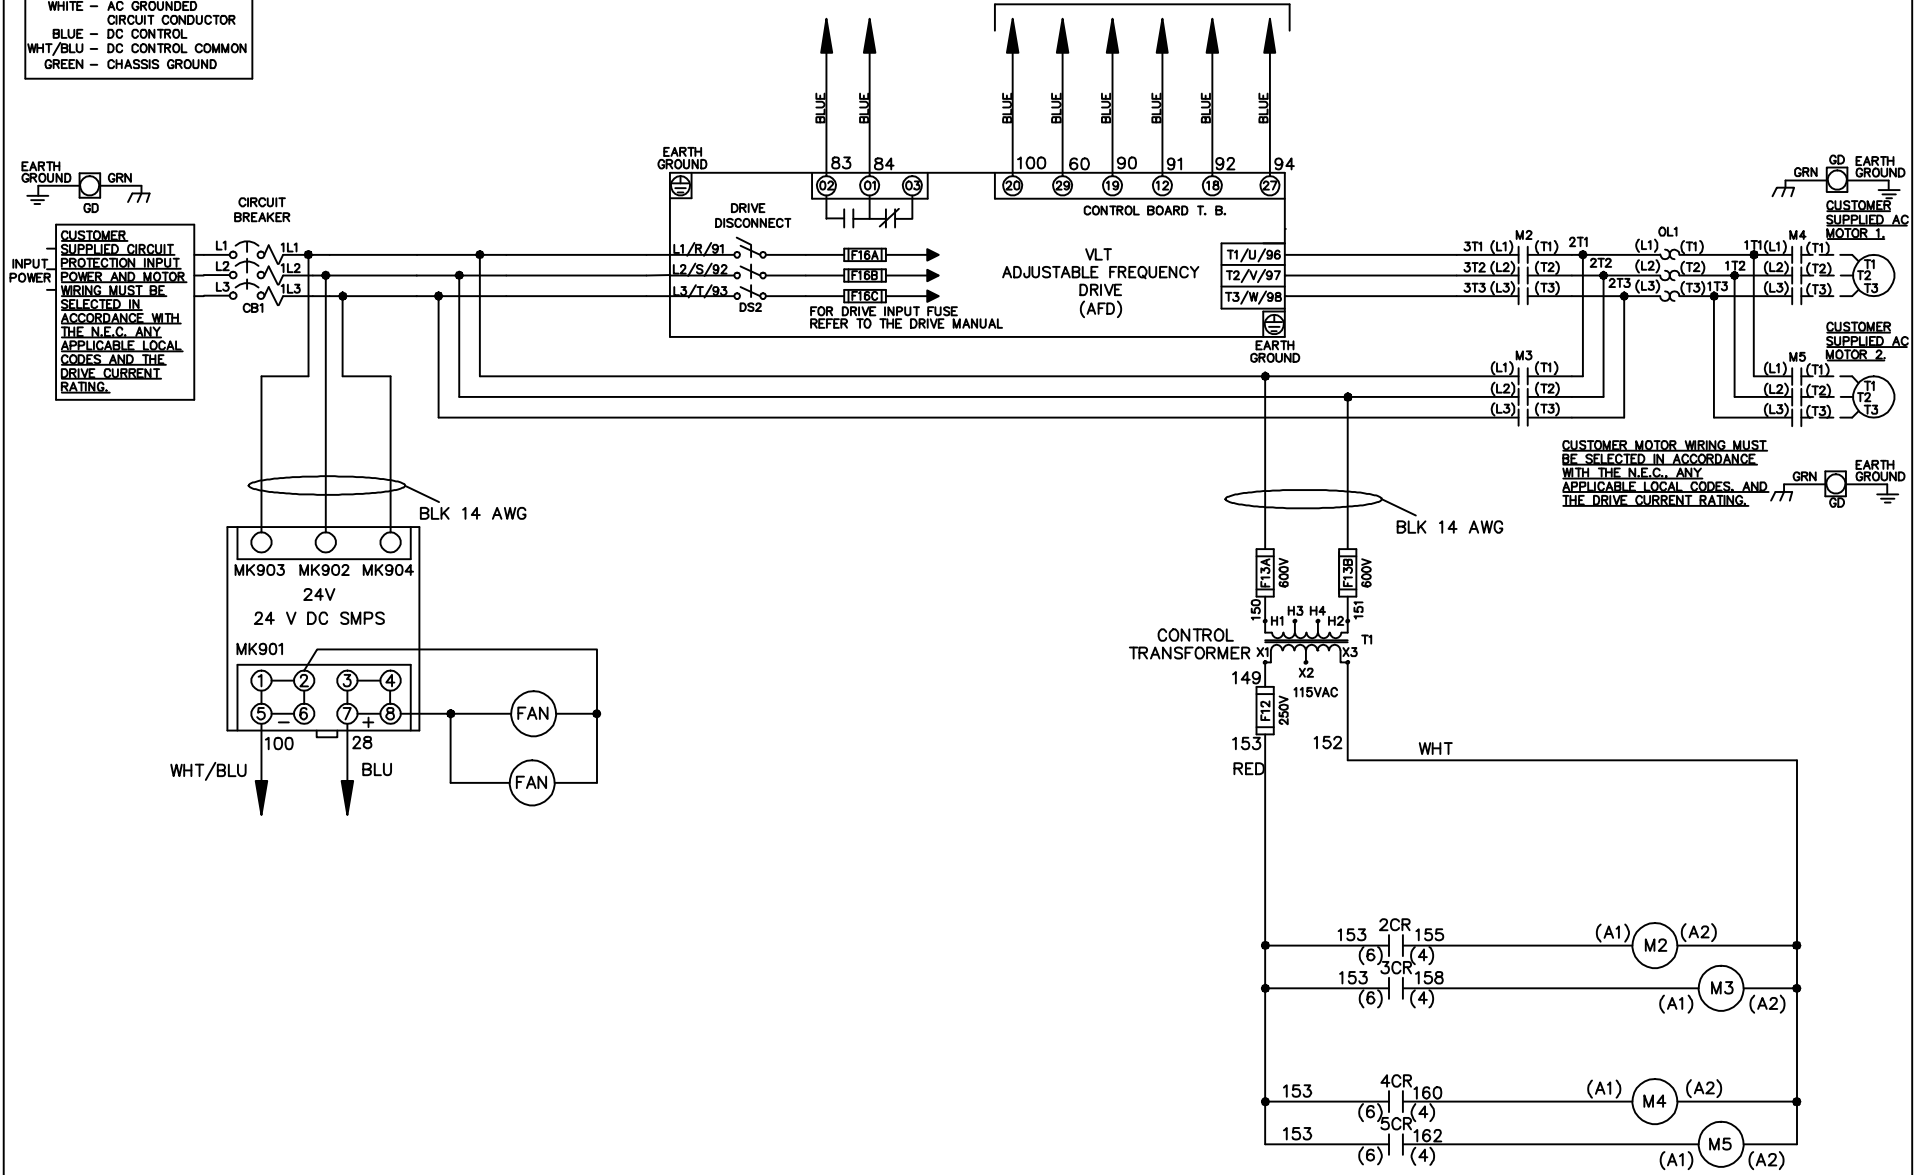 WHITE – AC GROUNDED
CIRCUIT CONDUCTOR
BLUE – DC CONTROL
WHT/BLU – DC CONTROL COMMON
GREEN – CHASSIS GROUND
BLUE
BLUE
BLUE
BLUE
BLUE
BLUE
BLUE
BLUE
EARTH
GROUND
GRN
GD
INPUT
POWER
CUSTOMER
SUPPLIED CIRCUIT
PROTECTION INPUT
POWER AND MOTOR
WIRING MUST BE
SELECTED IN
ACCORDANCE WITH
THE N.E.C. ANY
APPLICABLE LOCAL
CODES AND THE
DRIVE CURRENT
RATING.
CIRCUIT
BREAKER
L1 1L1
L2 1L2
L3 1L3
CB1
EARTH
GROUND
83 84
02 01 03
100 60 90 91 92 94
20 29 19 12 18 27
CONTROL BOARD T. B.
DRIVE
DISCONNECT
L1/R/91
L2/S/92
L3/T/93
DS2
F16A
F16B
F16C
FOR DRIVE INPUT FUSE
REFER TO THE DRIVE MANUAL
VLT
ADJUSTABLE FREQUENCY
DRIVE
(AFD)
T1/U/96
T2/V/97
T3/W/98
EARTH
GROUND
M2
3T1 (L1) (T1) 2T1
3T2 (L2) (T2) 2T2
3T3 (L3) (T3) 2T3
OL1
(L1) (T1) 1T1
(L2) (T2) 1T2
(L3) (T3) 1T3
M4
(L1) (T1)
(L2) (T2)
(L3) (T3)
T1
T2
T3
GD
GRN
EARTH
GROUND
CUSTOMER
SUPPLIED AC
MOTOR 1.
CUSTOMER
SUPPLIED AC
MOTOR 2.
M3
(L1) (T1)
(L2) (T2)
(L3) (T3)
M5
(L1) (T1)
(L2) (T2)
(L3) (T3)
T1
T2
T3
CUSTOMER MOTOR WIRING MUST
BE SELECTED IN ACCORDANCE
WITH THE N.E.C., ANY
APPLICABLE LOCAL CODES, AND
THE DRIVE CURRENT RATING.
GRN
GD
EARTH
GROUND
BLK 14 AWG
MK903 MK902 MK904
24V
24 V DC SMPS
MK901
1 2 3 4
5 – 6 7 + 8
100 28
WHT/BLU BLU
FAN
FAN
BLK 14 AWG
F13A
600V
F13B
600V
150
151
H1 H3 H4 H2
T1
CONTROL
TRANSFORMER
X1 X2 X3
115VAC
149
F12
250V
153
RED
152
WHT
2CR
153 155
(6) (4)
(A1) M2 (A2)
3CR
153 158
(6) (4)
(A1) M3 (A2)
4CR
153 160
(6) (4)
(A1) M4 (A2)
5CR
153 162
(6) (4)
(A1) M5 (A2)